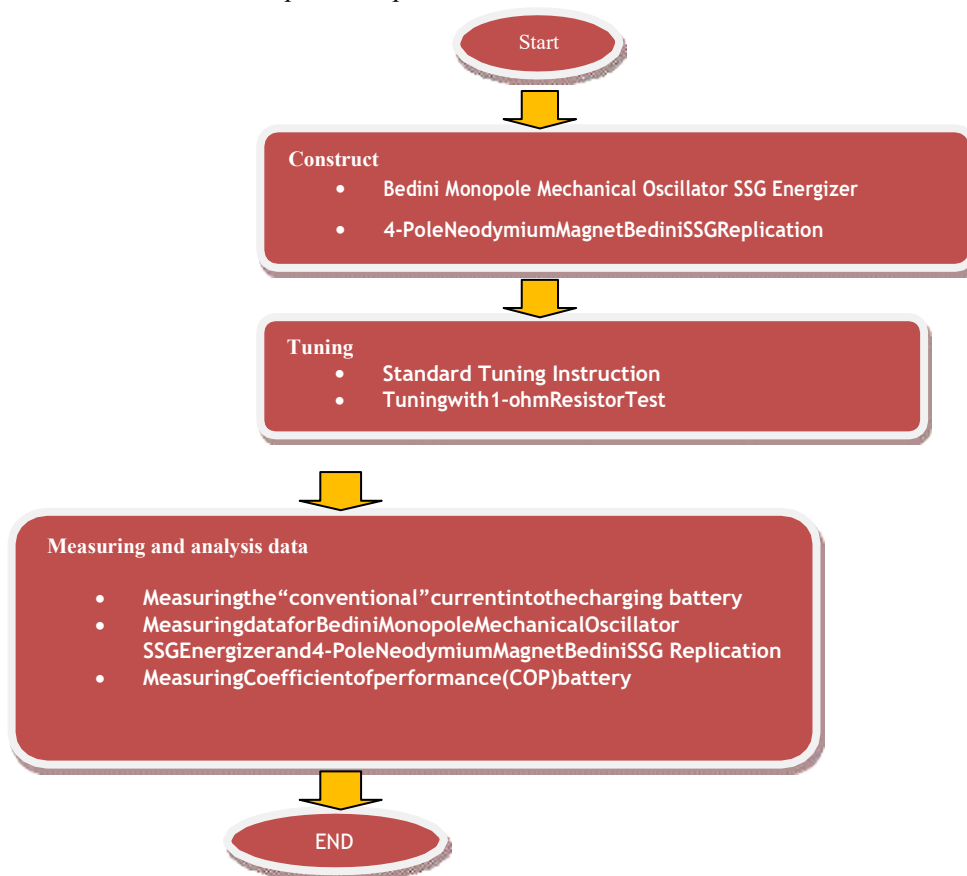 Start
Construct
• Bedini Monopole Mechanical Oscillator SSG Energizer
• 4-PoleNeodymiumMagnetBediniSSGReplication
Tuning
• Standard Tuning Instruction
• Tuningwith1-ohmResistorTest
Measuring and analysis data
• Measuringthe“conventional”currentintothecharging battery
• MeasuringdataforBediniMonopoleMechanicalOscillator
SSGEnergizerand4-PoleNeodymiumMagnetBediniSSG Replication
• MeasuringCoefficientofperformance(COP)battery
END